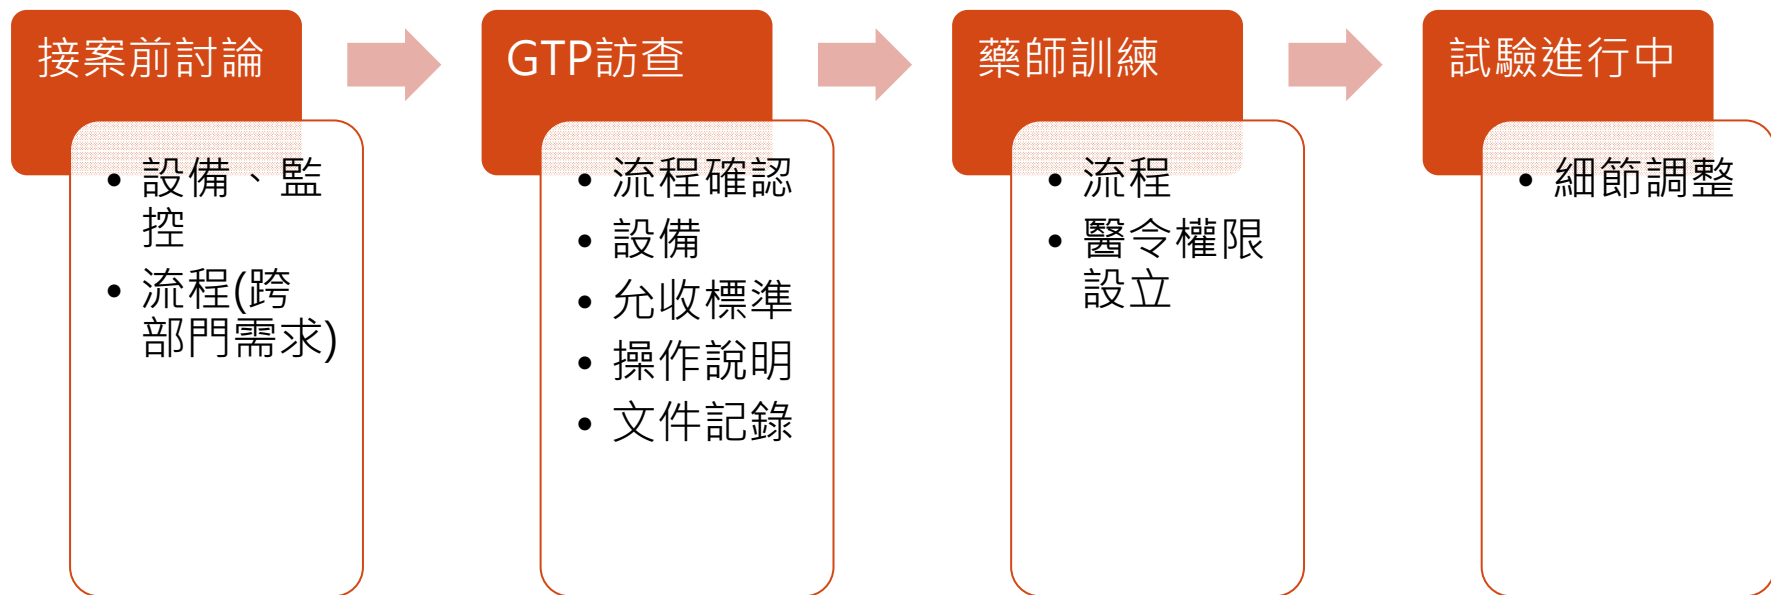 接案前討論
• 設備、監
控
• 流程(跨
部門需求)
GTP訪查
• 流程確認
• 設備
• 允收標準
• 操作說明
• 文件記錄
藥師訓練
• 流程
• 醫令權限
設立
試驗進行中
• 細節調整